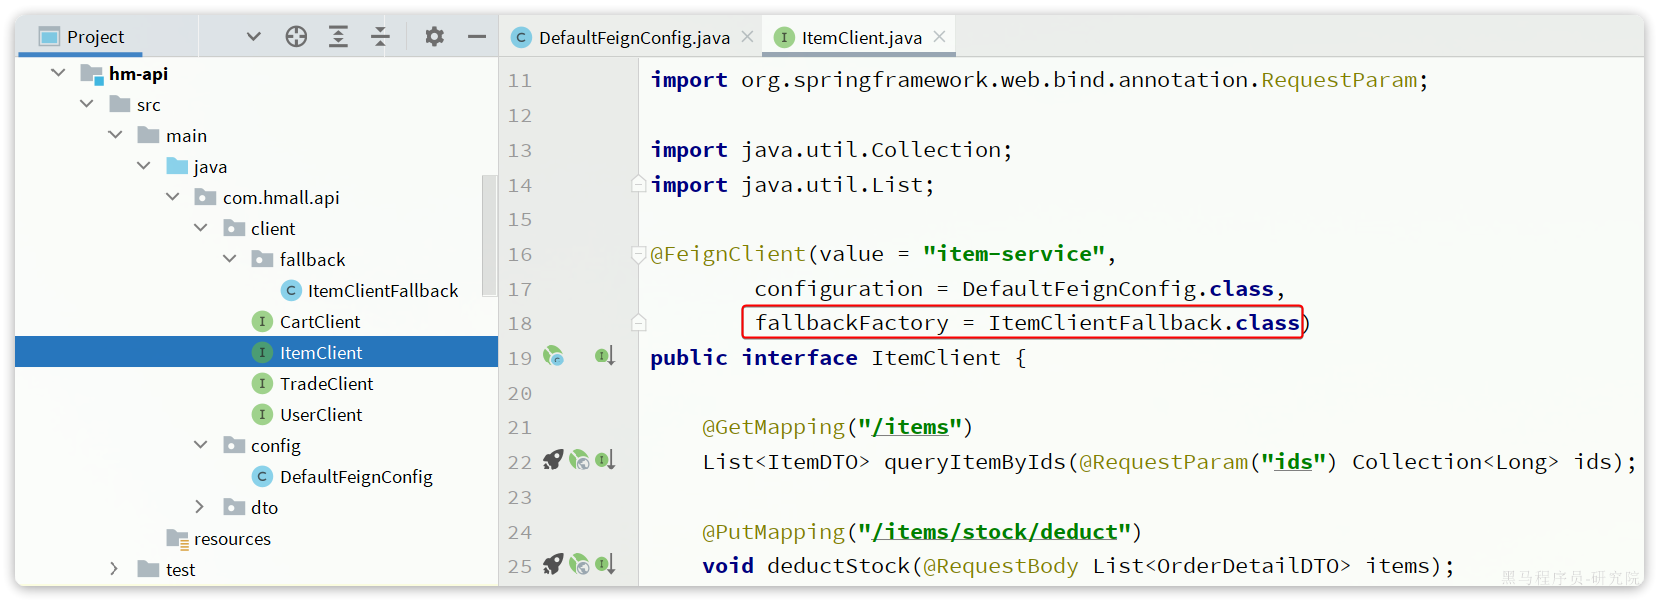 Project
hm-api
src
main
java
com.hmall.api
client
fallback
C ItemClientFallback
I CartClient
I ItemClient
I TradeClient
I UserClient
config
C DefaultFeignConfig
dto
resources
test
C DefaultFeignConfig.java
I ItemClient.java
11 import org.springframework.web.bind.annotation.RequestParam;
12
13 import java.util.Collection;
14 import java.util.List;
15
16 @FeignClient(value = "item-service",
17 configuration = DefaultFeignConfig.class,
18 fallbackFactory = ItemClientFallback.class)
19 public interface ItemClient {
20
21 @GetMapping("/items")
22 List<ItemDTO> queryItemByIds(@RequestParam("ids") Collection<Long> ids);
23
24 @PutMapping("/items/stock/deduct")
25 void deductStock(@RequestBody List<OrderDetailDTO> items);
黑马程序员-研究院